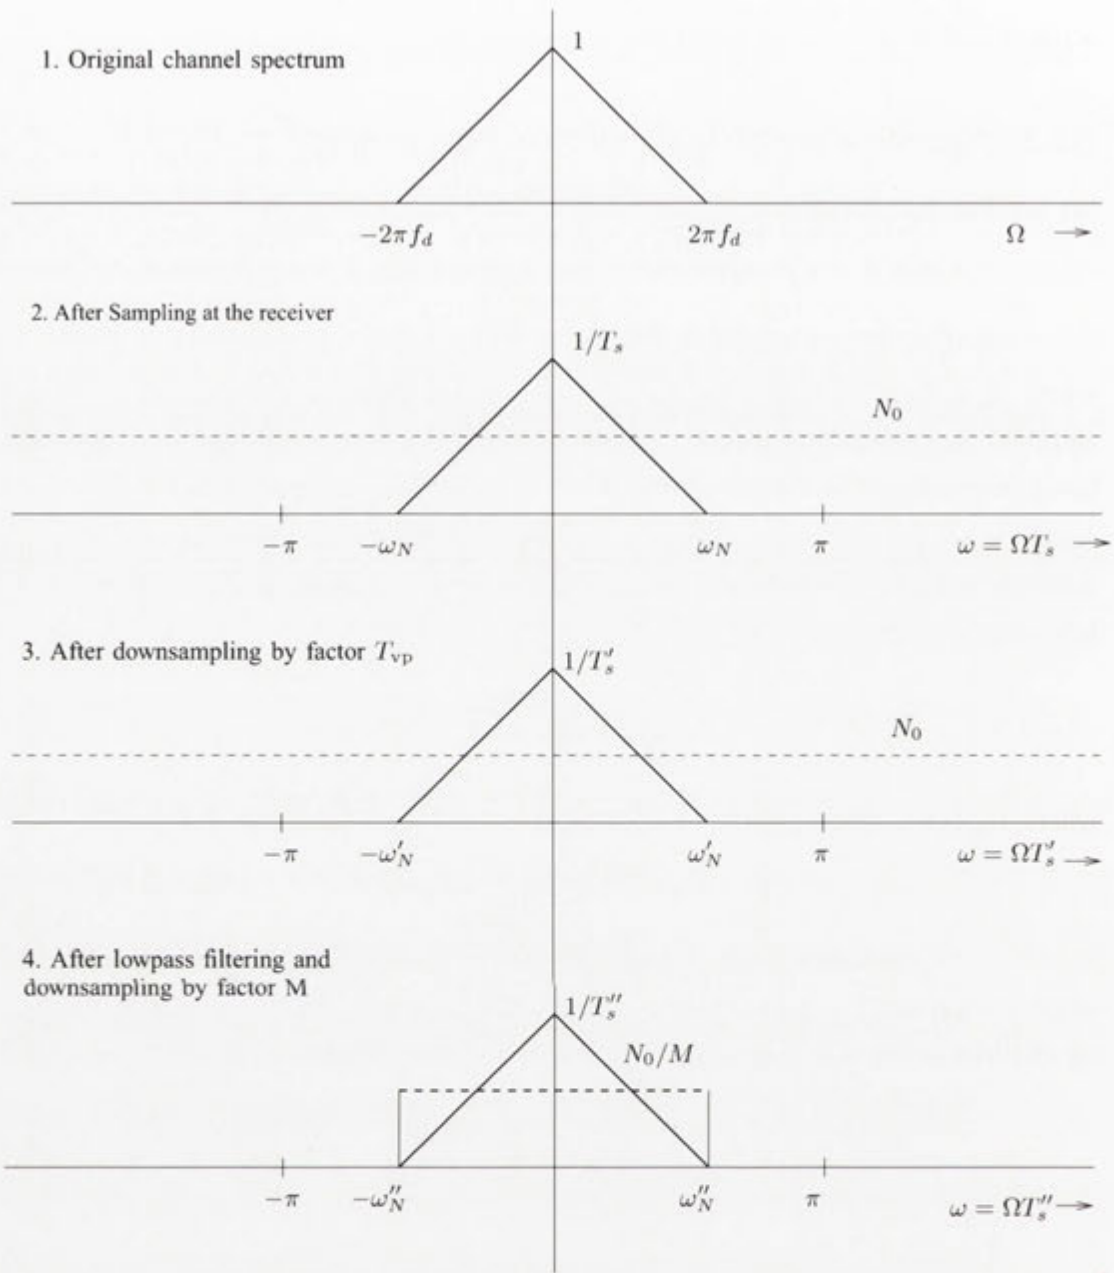 1. Original channel spectrum
1
−2πf_d
2πf_d
Ω →
2. After Sampling at the receiver
1/T_s
N_0
−π
−ω_N
ω_N
π
ω = ΩT_s →
3. After downsampling by factor T_vp
1/T'_s
N_0
−π
−ω'_N
ω'_N
π
ω = ΩT'_s →
4. After lowpass filtering and
downsampling by factor M
1/T''_s
N_0/M
−π
−ω''_N
ω''_N
π
ω = ΩT''_s →